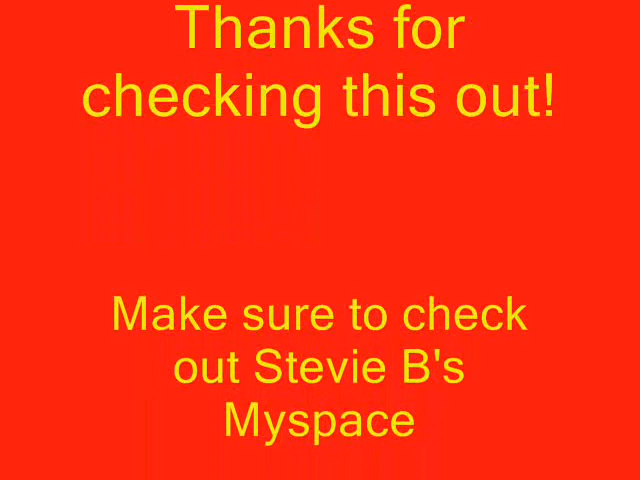 Thanks for
checking this out!
Make sure to check
out Stevie B's
Myspace